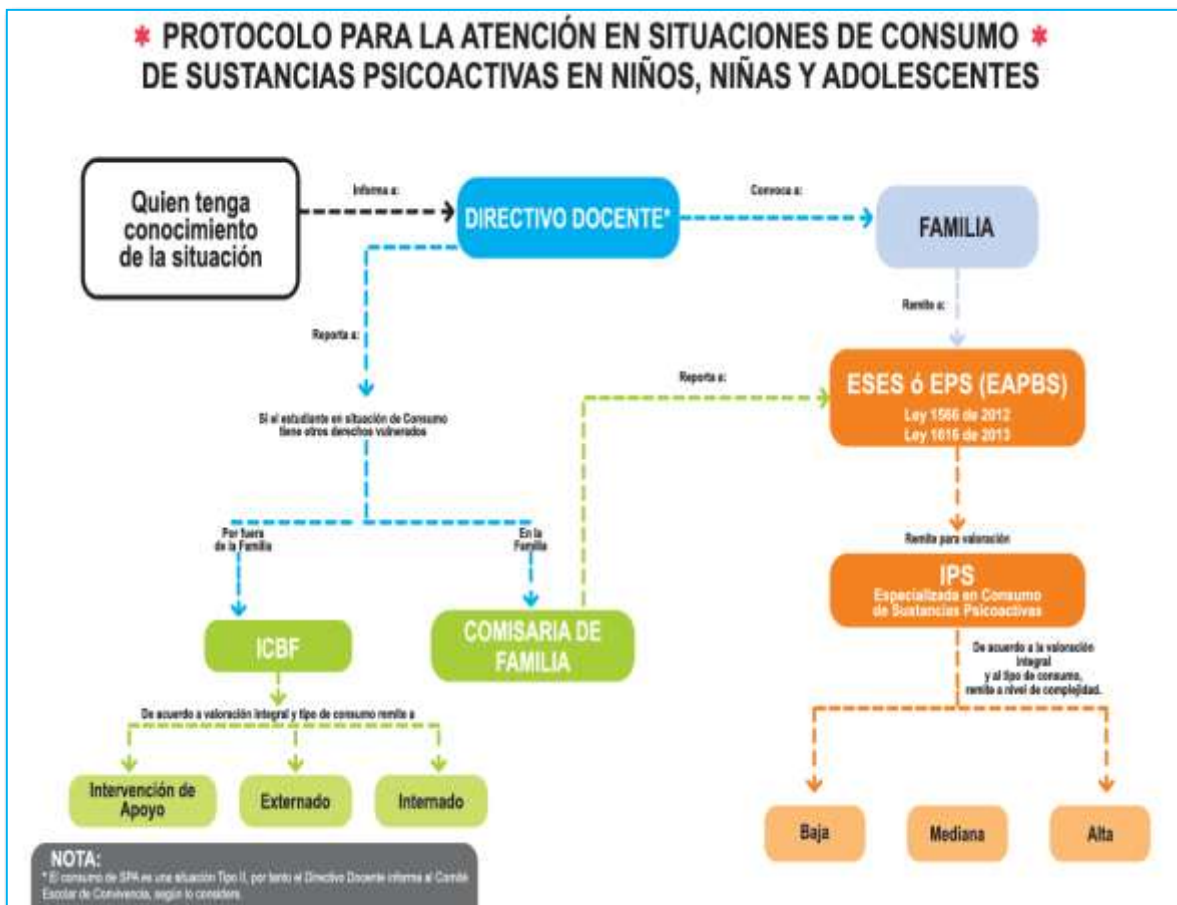 * PROTOCOLO PARA LA ATENCIÓN EN SITUACIONES DE CONSUMO *
DE SUSTANCIAS PSICOACTIVAS EN NIÑOS, NIÑAS Y ADOLESCENTES
Quien tenga
conocimiento
de la situación
Informa a:
DIRECTIVO DOCENTE*
Convoca a:
FAMILIA
Remite a:
Reporta a:
Reporta a:
ESES ó EPS (EAPBS)
Ley 1566 de 2012
Ley 1616 de 2013
Si el estudiante en situación de Consumo
tiene otros derechos vulnerados
Por fuera
de la Familia
En la
Familia
Remite para valoración
IPS
Especializada en Consumo
de Sustancias Psicoactivas
ICBF
COMISARIA DE
FAMILIA
De acuerdo a la valoración
integral
y al tipo de consumo,
remite a nivel de complejidad.
De acuerdo a valoración integral y tipo de consumo remite a
Intervención de
Apoyo
Externado
Internado
Baja
Mediana
Alta
NOTA:
* El consumo de SPA es una situación Tipo II, por tanto el Directivo Docente informa al Comité
Escolar de Convivencia, según lo considere.